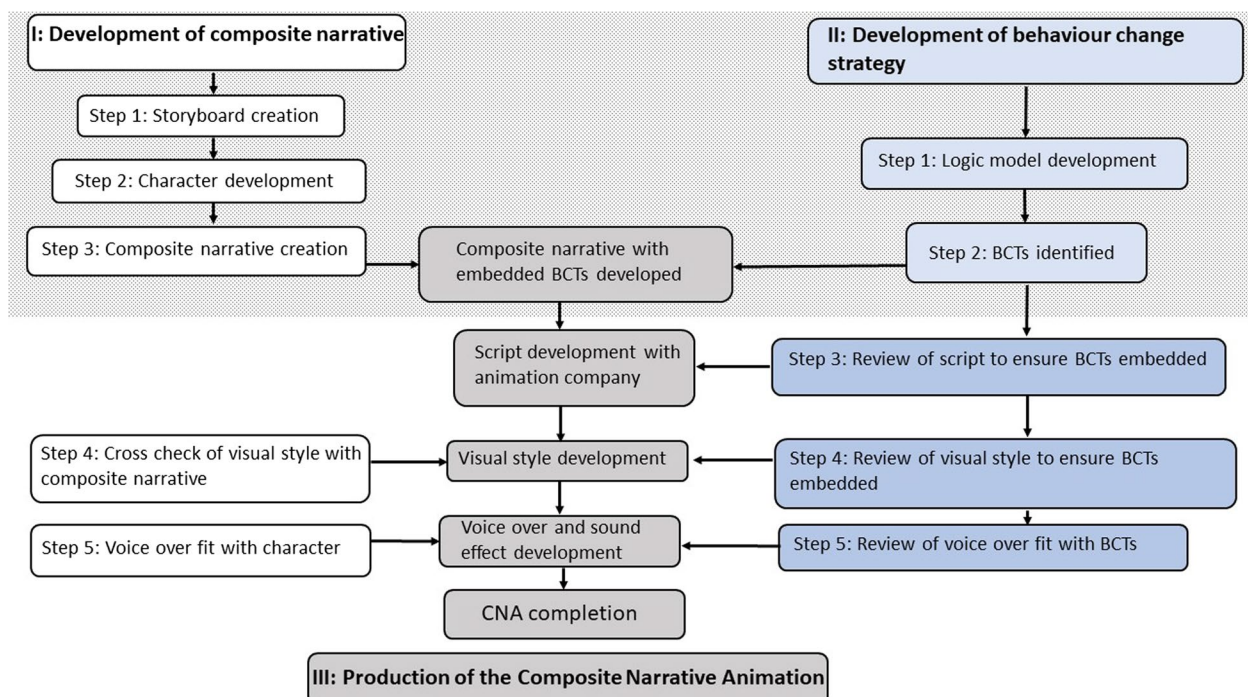 I: Development of composite narrative
Step 1: Storyboard creation
Step 2: Character development
Step 3: Composite narrative creation
II: Development of behaviour change
strategy
Step 1: Logic model development
Step 2: BCTs identified
Composite narrative with
embedded BCTs developed
Script development with
animation company
Step 3: Review of script to ensure BCTs embedded
Step 4: Cross check of visual style with
composite narrative
Visual style development
Step 4: Review of visual style to ensure BCTs
embedded
Step 5: Voice over fit with character
Voice over and sound
effect development
Step 5: Review of voice over fit with BCTs
CNA completion
III: Production of the Composite Narrative Animation